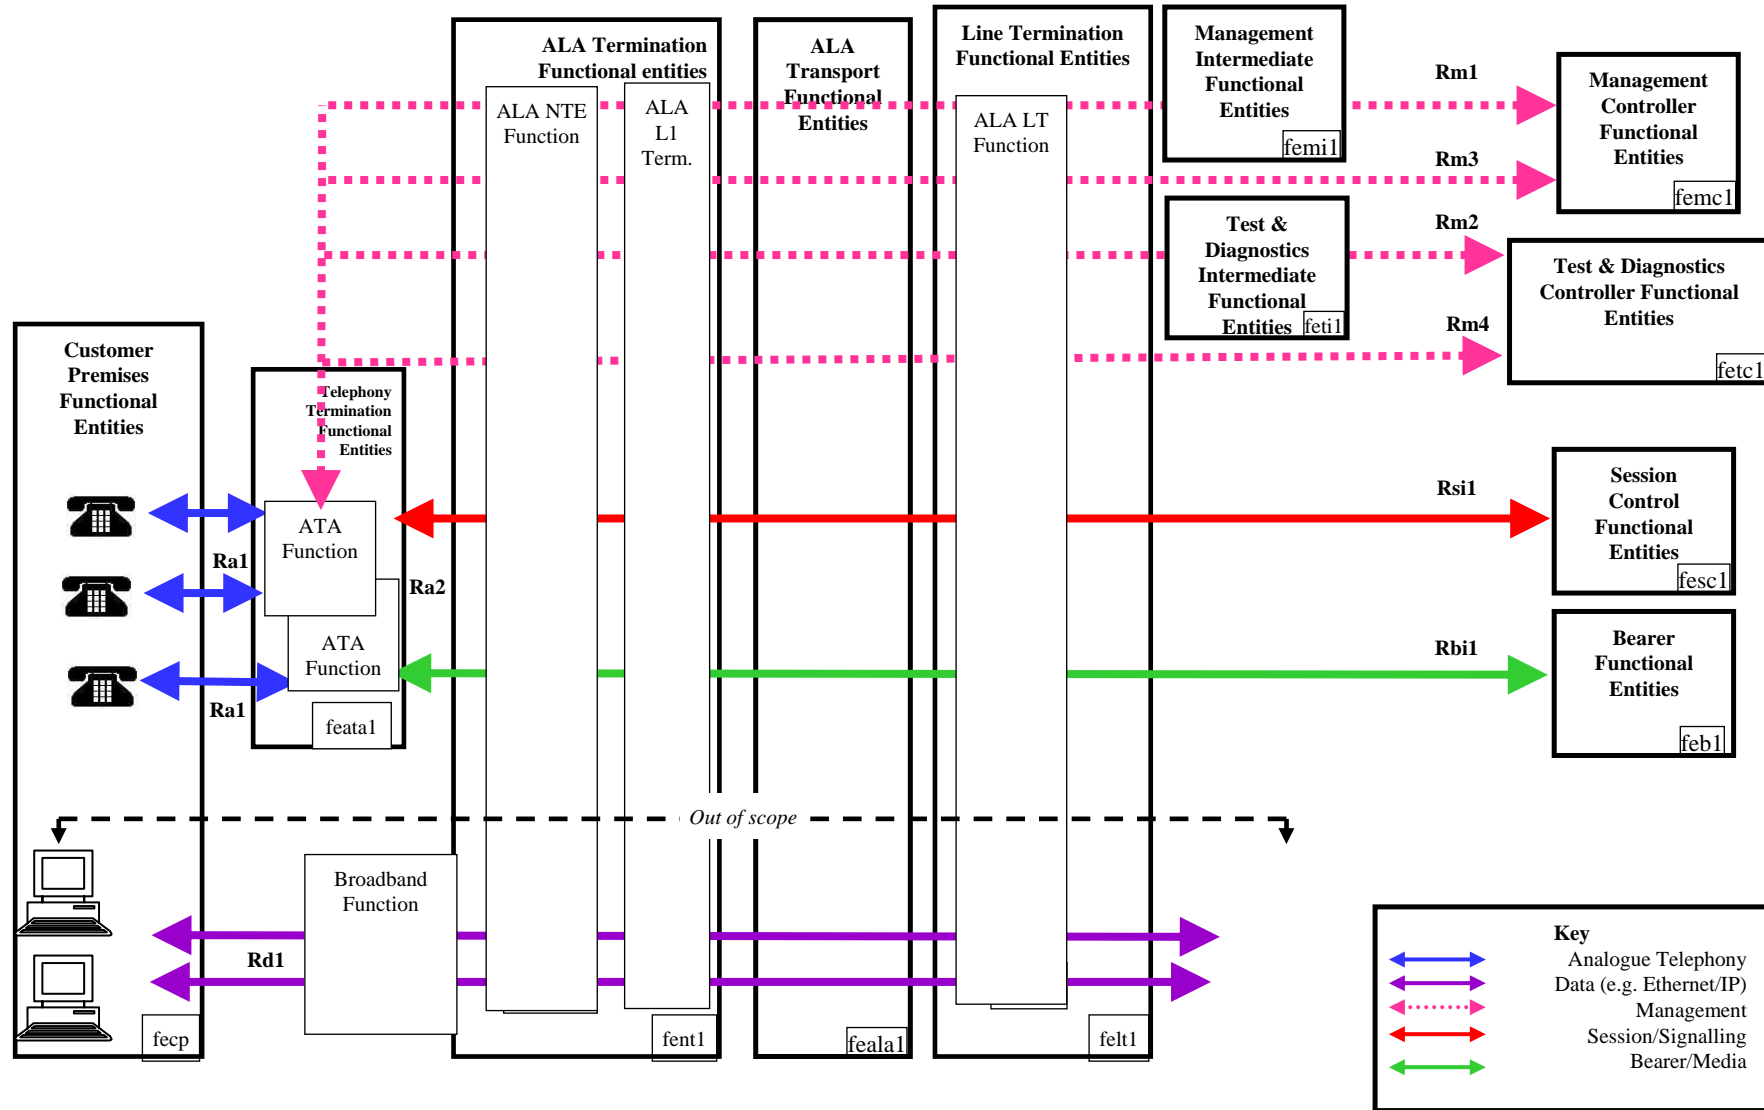 ALA Termination
Functional entities
ALA NTE
Function
ALA
L1
Term.
fent1
ALA
Transport
Functional
Entities
feala1
Line Termination
Functional Entities
ALA LT
Function
felt1
Management
Intermediate
Functional
Entities
femi1
Rm1
Management
Controller
Functional
Entities
femc1
Rm3
Test &
Diagnostics
Intermediate
Functional
Entities
feti1
Rm2
Test & Diagnostics
Controller Functional
Entities
fetc1
Rm4
Customer
Premises
Functional
Entities
fecp
Telephony
Termination
Functional
Entities
ATA
Function
ATA
Function
feata1
Ra1
Ra1
Ra2
Rsi1
Session
Control
Functional
Entities
fesc1
Rbi1
Bearer
Functional
Entities
feb1
Out of scope
Broadband
Function
Rd1
Key
Analogue Telephony
Data (e.g. Ethernet/IP)
Management
Session/Signalling
Bearer/Media